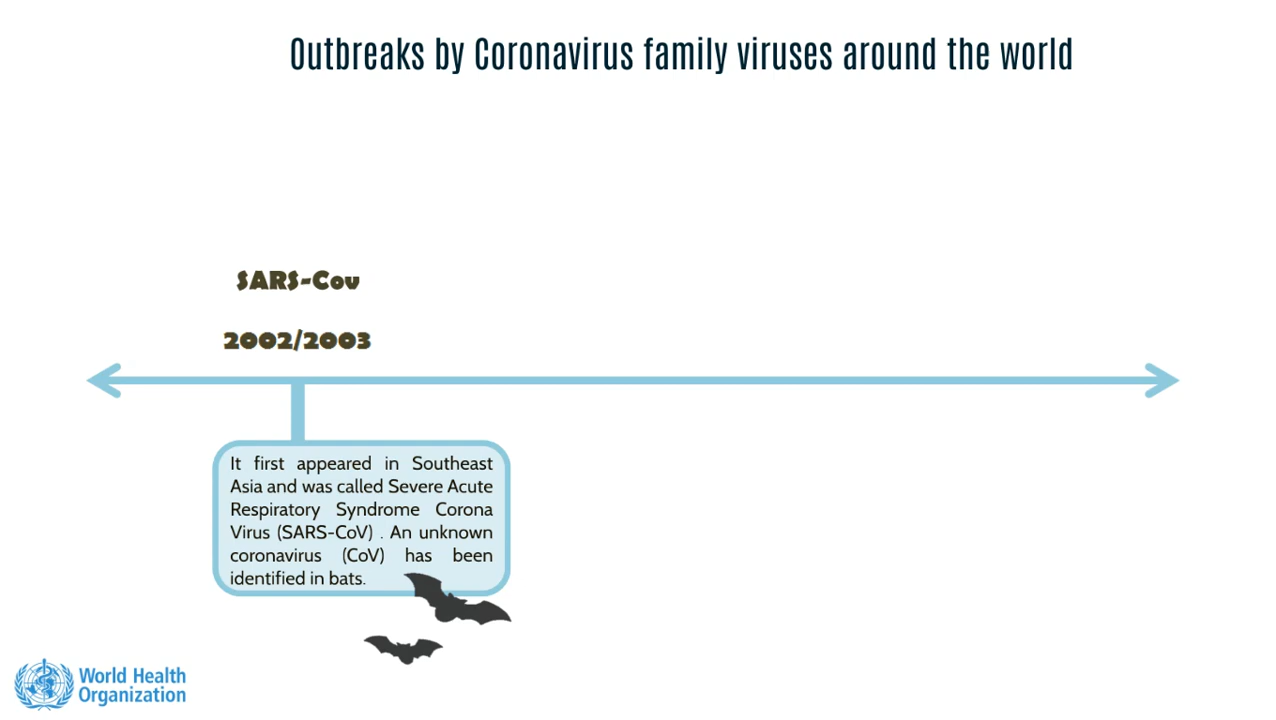 Outbreaks by Coronavirus family viruses around the world
SARS-Cov
2002/2003
It first appeared in Southeast
Asia and was called Severe Acute
Respiratory Syndrome Corona
Virus (SARS-CoV) . An unknown
coronavirus (CoV) has been
identified in bats.
World Health
Organization